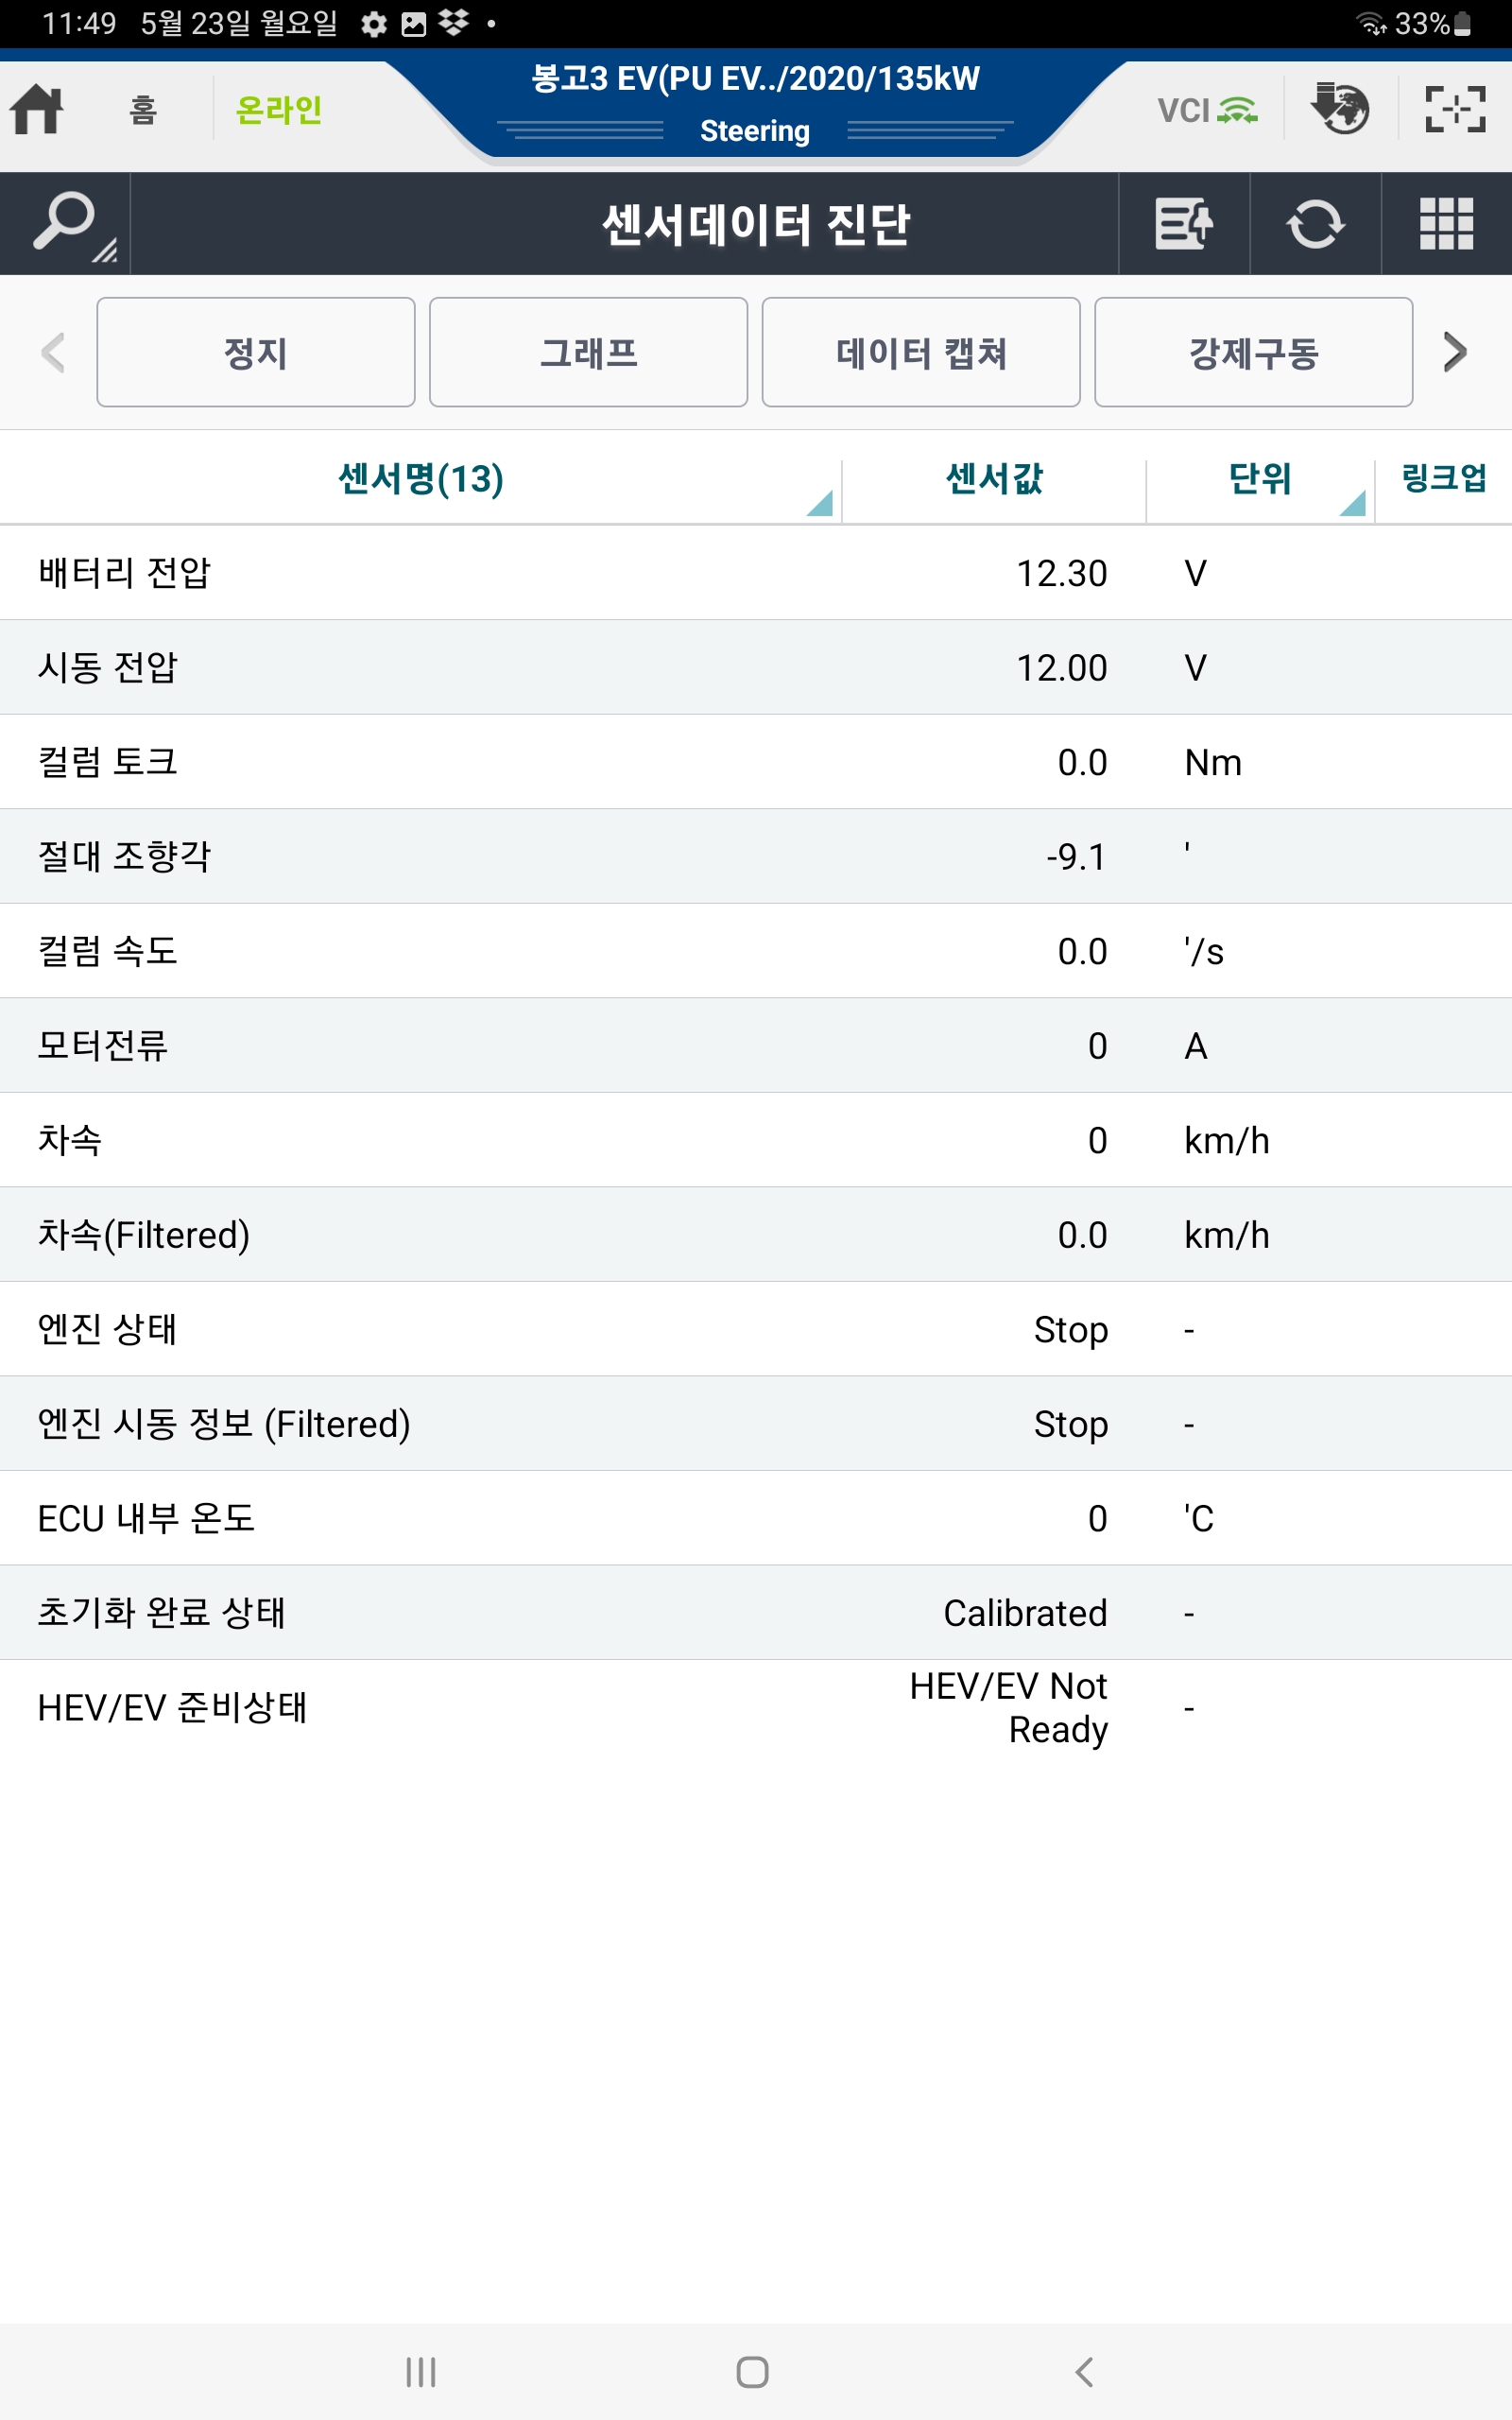 11:49 5월 23일 월요일 33%
봉고3 EV(PU EV../2020/135kW
홈 온라인 VCI
Steering
센서데이터 진단
정지 그래프 데이터 캡쳐 강제구동
센서명(13) 센서값 단위 링크업
배터리 전압 12.30 V
시동 전압 12.00 V
컬럼 토크 0.0 Nm
절대 조향각 -9.1 '
컬럼 속도 0.0 '/s
모터전류 0 A
차속 0 km/h
차속(Filtered) 0.0 km/h
엔진 상태 Stop -
엔진 시동 정보 (Filtered) Stop -
ECU 내부 온도 0 'C
초기화 완료 상태 Calibrated -
HEV/EV 준비상태 HEV/EV Not -
Ready